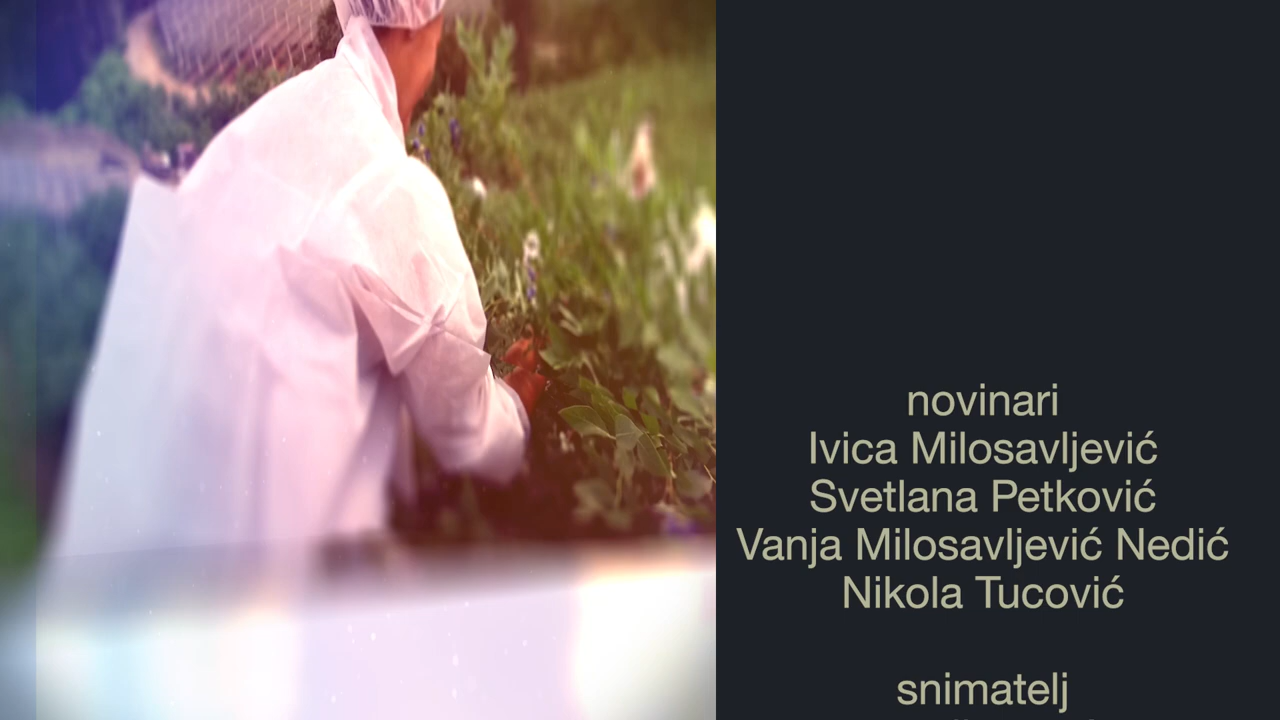 novinari
Ivica Milosavljević
Svetlana Petković
Vanja Milosavljević Nedić
Nikola Tucović
snimatelj